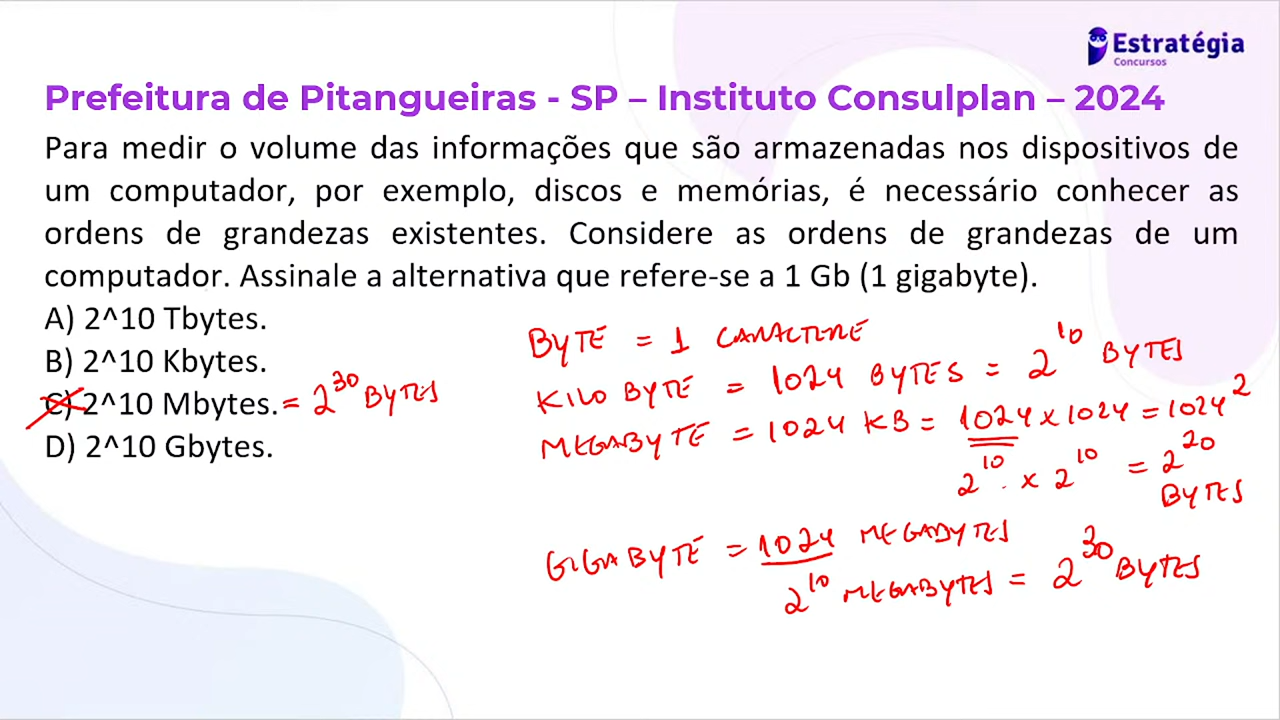 Estratégia
Concursos
Prefeitura de Pitangueiras - SP – Instituto Consulplan – 2024
Para medir o volume das informações que são armazenadas nos dispositivos de
um computador, por exemplo, discos e memórias, é necessário conhecer as
ordens de grandezas existentes. Considere as ordens de grandezas de um
computador. Assinale a alternativa que refere-se a 1 Gb (1 gigabyte).
A) 2^10 Tbytes.
B) 2^10 Kbytes.
C) 2^10 Mbytes. = 2^30 BYTES
D) 2^10 Gbytes.
BYTE = 1 CARACTERE
KILO BYTE = 1024 BYTES = 2^10 BYTES
MEGABYTE = 1024 KB = 1024 x 1024 = 1024^2
2^10 x 2^10 = 2^20
BYTES
GIGABYTE = 1024 MEGABYTES
2^10 MEGABYTES = 2^30 BYTES